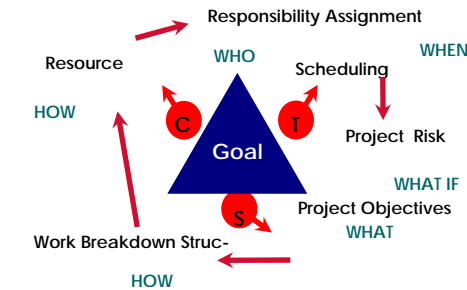 Responsibility Assignment
WHEN
WHO
Resource
Scheduling
HOW
C
T
Project Risk
Goal
WHAT IF
S
Project Objectives
WHAT
Work Breakdown Struc-
HOW